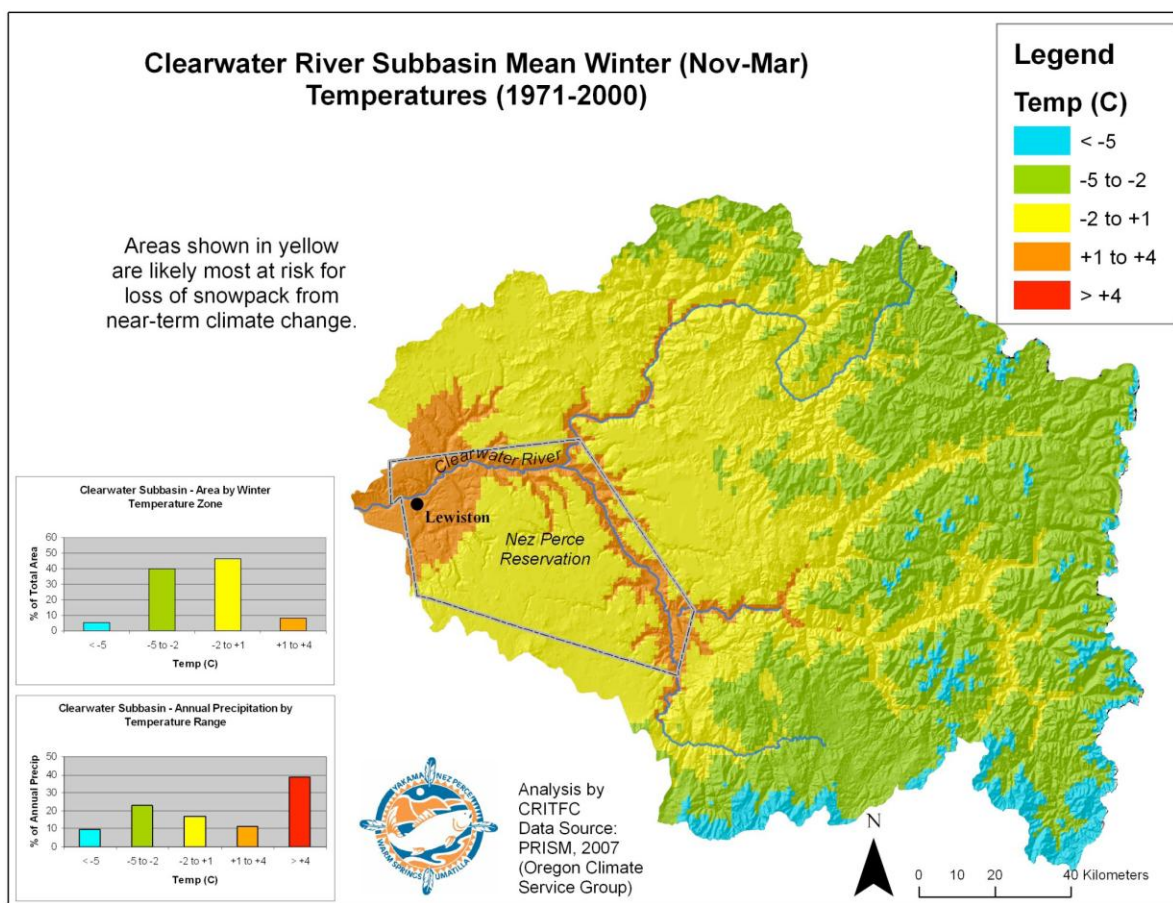 Clearwater River Subbasin Mean Winter (Nov-Mar)
Temperatures (1971-2000)
Legend
Temp (C)
< -5
-5 to -2
-2 to +1
+1 to +4
> +4
Areas shown in yellow
are likely most at risk for
loss of snowpack from
near-term climate change.
Clearwater River
Lewiston
Nez Perce
Reservation
Clearwater Subbasin - Area by Winter
Temperature Zone
% of Total Area
60
50
40
30
20
10
0
< -5 -5 to -2 -2 to +1 +1 to +4
Temp (C)
Clearwater Subbasin - Annual Precipitation by
Temperature Range
% of Annual Precip
50
40
30
20
10
0
< -5 -5 to -2 -2 to +1 +1 to +4 > +4
Temp (C)
YAKAMA NEZ PERCE
WARM SPRINGS UMATILLA
Analysis by
CRITFC
Data Source:
PRISM, 2007
(Oregon Climate
Service Group)
N
0 10 20 40 Kilometers